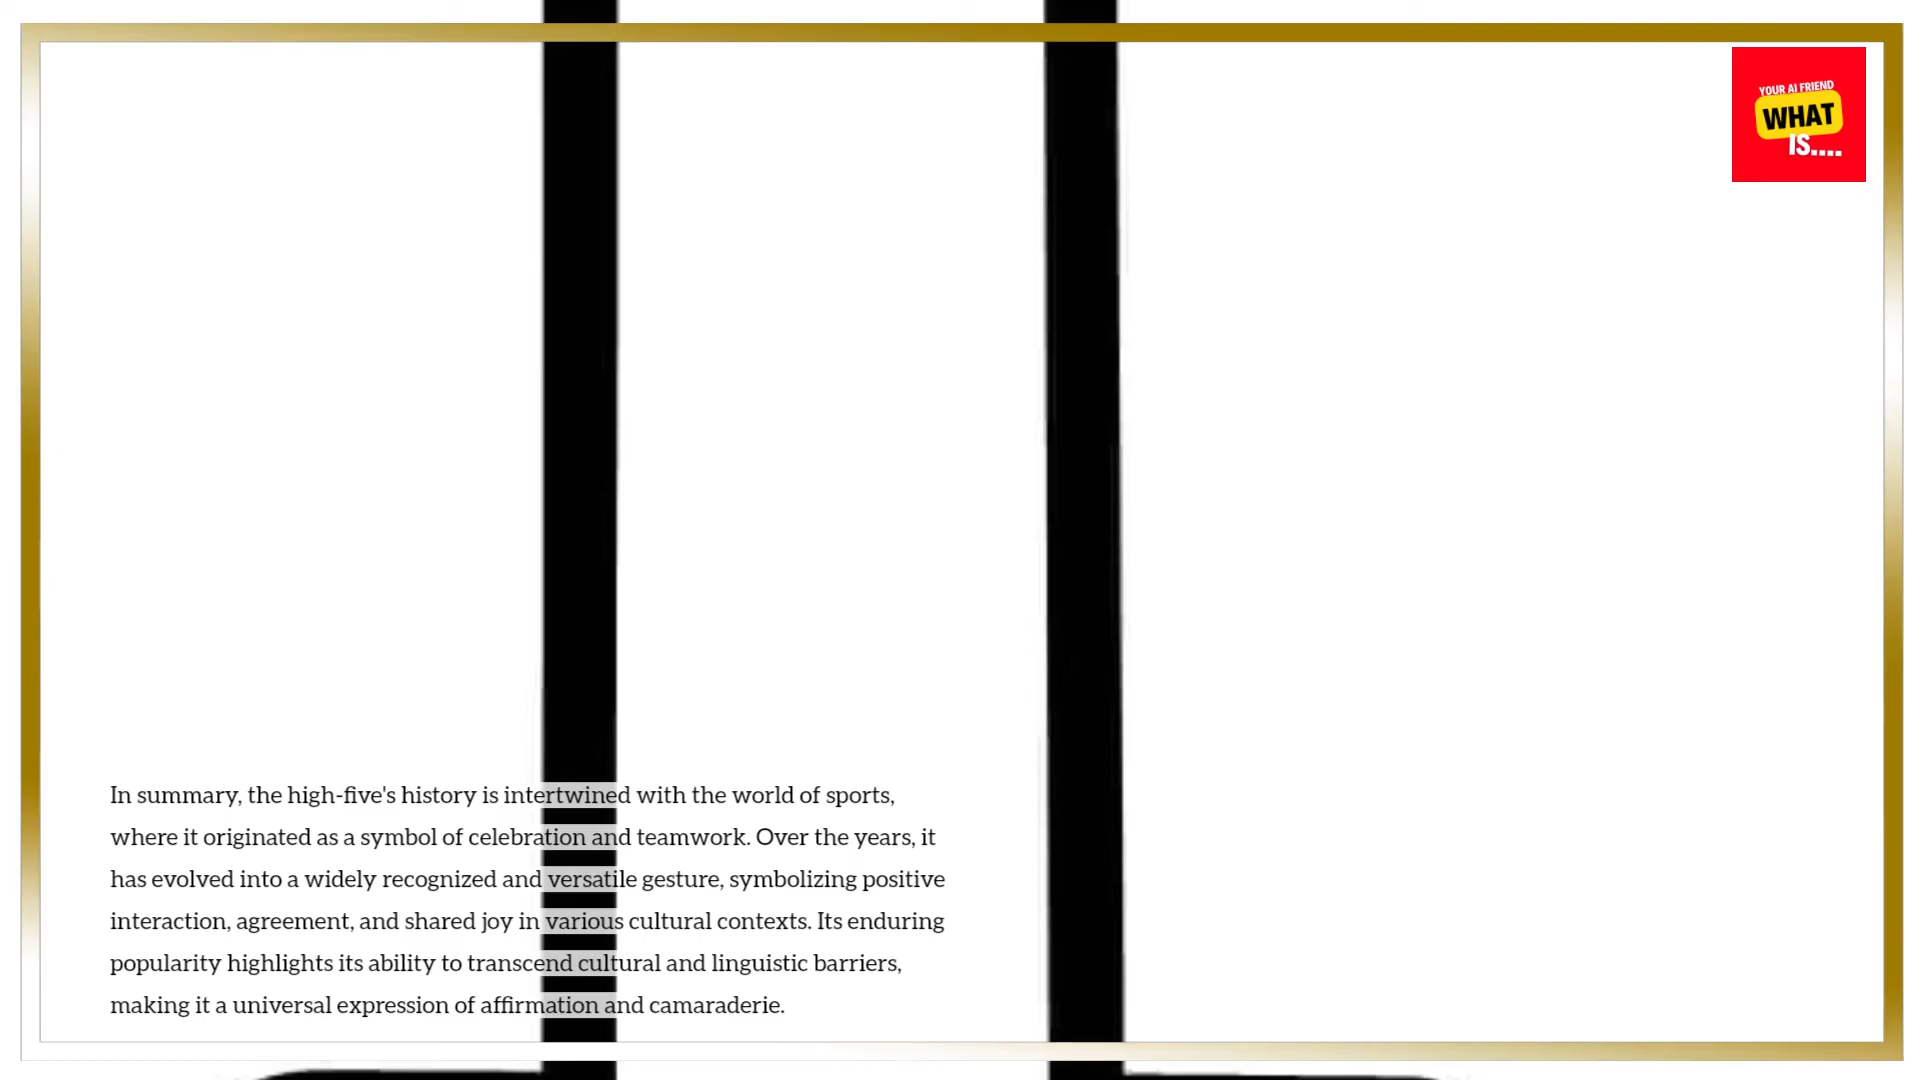 YOUR AI FRIEND
WHAT
IS....
In summary, the high-five's history is intertwined with the world of sports,
where it originated as a symbol of celebration and teamwork. Over the years, it
has evolved into a widely recognized and versatile gesture, symbolizing positive
interaction, agreement, and shared joy in various cultural contexts. Its enduring
popularity highlights its ability to transcend cultural and linguistic barriers,
making it a universal expression of affirmation and camaraderie.